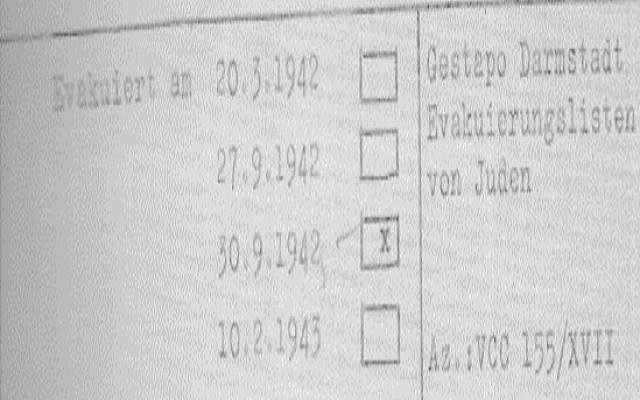 Evakuiert am 20.3.1942
27.9.1942
30.9.1942 X
10.2.1943
Gestapo Darmstadt
Evakuierungslisten
von Juden
Az.:VCC 155/XVII